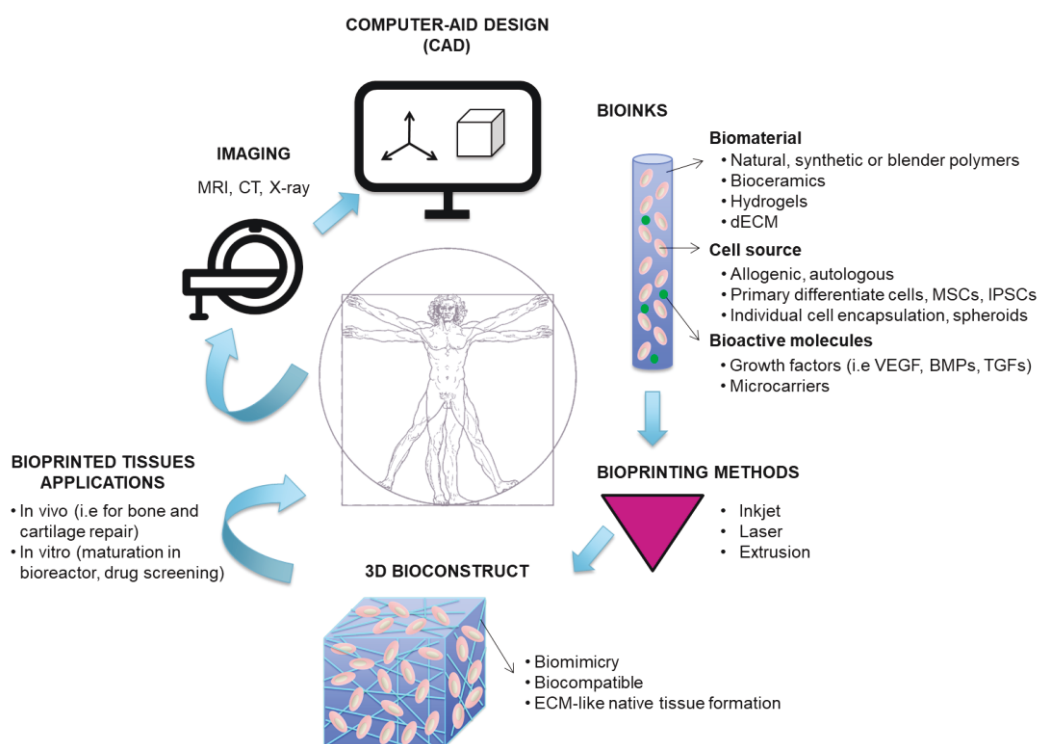 COMPUTER-AID DESIGN
(CAD)
IMAGING
MRI, CT, X-ray
BIOINKS
Biomaterial
• Natural, synthetic or blender polymers
• Bioceramics
• Hydrogels
• dECM
Cell source
• Allogenic, autologous
• Primary differentiate cells, MSCs, IPSCs
• Individual cell encapsulation, spheroids
Bioactive molecules
• Growth factors (i.e VEGF, BMPs, TGFs)
• Microcarriers
BIOPRINTING METHODS
• Inkjet
• Laser
• Extrusion
3D BIOCONSTRUCT
• Biomimicry
• Biocompatible
• ECM-like native tissue formation
BIOPRINTED TISSUES
APPLICATIONS
• In vivo (i.e for bone and
cartilage repair)
• In vitro (maturation in
bioreactor, drug screening)